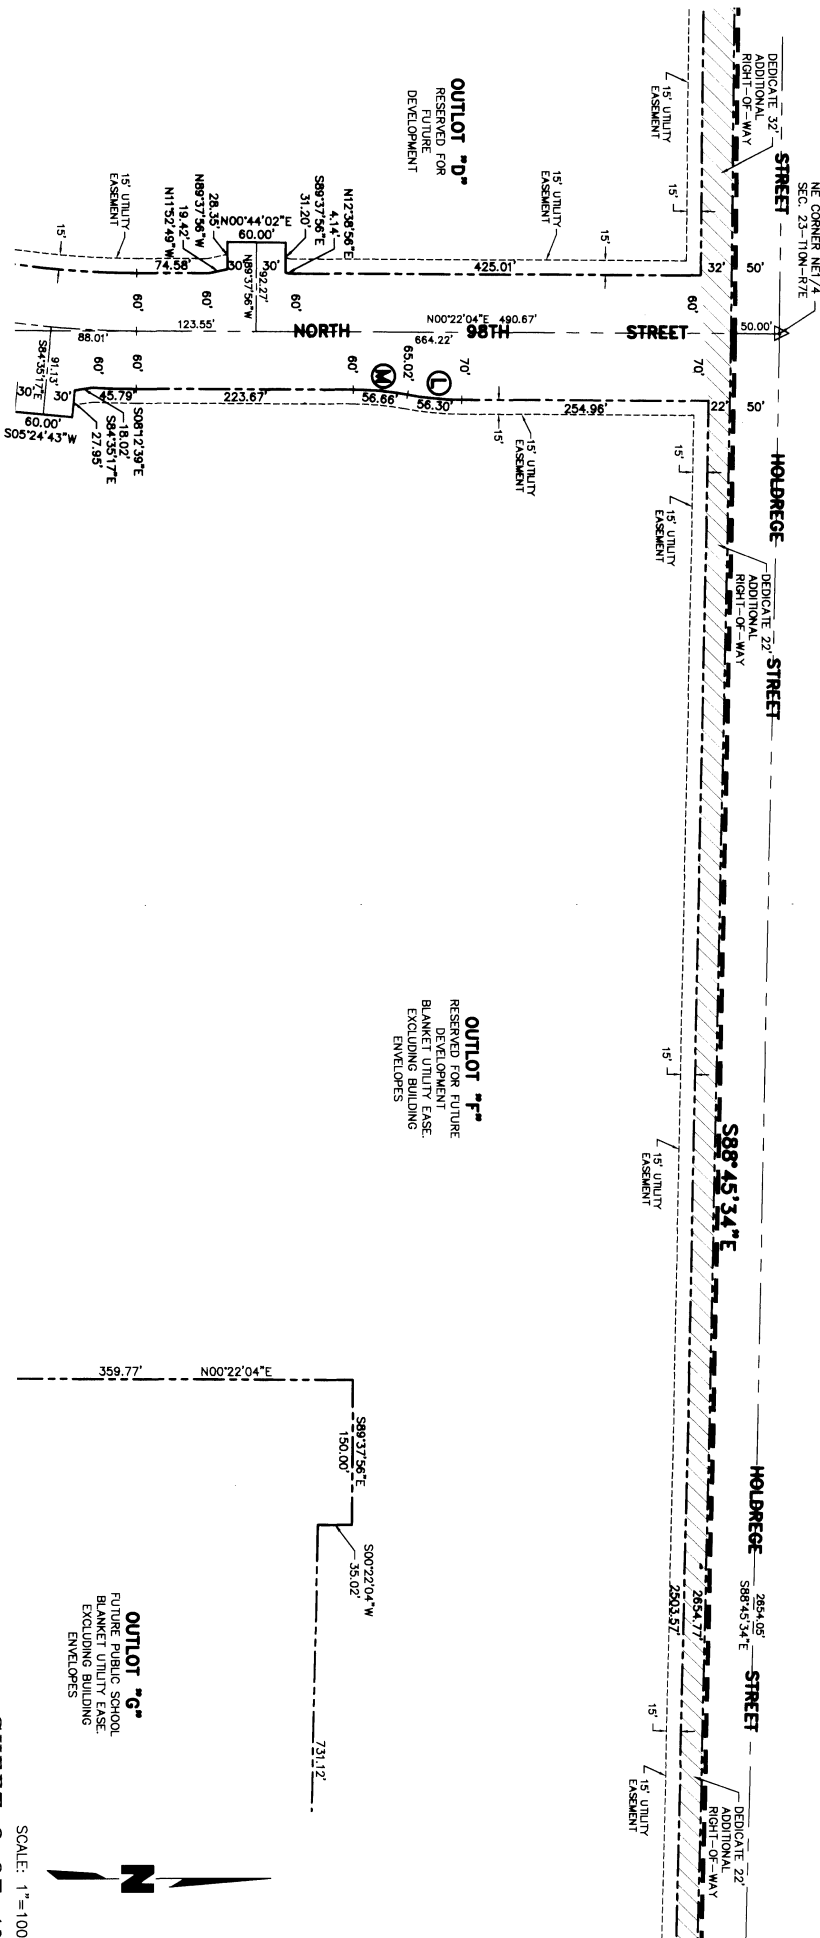 NE CORNER NE1/4
SEC. 23-T10N-R7E
50.00'
DEDICATE 32'
ADDITIONAL
RIGHT-OF-WAY
STREET
HOLDREGE
DEDICATE 22'
ADDITIONAL
RIGHT-OF-WAY
STREET
S88°45'34"E
HOLDREGE
2654.05'
S88°45'34"E
STREET
2654.77'
2503.57'
DEDICATE 22'
ADDITIONAL
RIGHT-OF-WAY
50'
50'
32'
22'
15' UTILITY
EASEMENT
15'
15'
15' UTILITY
EASEMENT
15'
15' UTILITY
EASEMENT
15'
15' UTILITY
EASEMENT
60'
70'
OUTLOT "D"
RESERVED FOR
FUTURE
DEVELOPMENT
15' UTILITY
EASEMENT
15'
425.01'
N00°22'04"E 490.67'
NORTH 98TH STREET
664.22'
254.96'
15'
15' UTILITY
EASEMENT
70'
L
56.30'
65.02'
M
56.66'
60'
N12°38'56"E
4.14'
S89°37'56"E
31.20'
60'
N00°44'02"E
60.00'
30'
30'
92.27'
N89°37'56"W
28.35'
N89°37'56"W
19.42'
N11°52'49"W
60'
74.58'
15' UTILITY
EASEMENT
15'
60'
123.55'
88.01'
223.67'
60'
60'
45.79'
S08°12'39"E
18.02'
S84°35'17"E
27.95'
91.13'
S84°35'17"E
30'
30'
60.00'
S05°24'43"W
OUTLOT "F"
RESERVED FOR FUTURE
DEVELOPMENT
BLANKET UTILITY EASE.
EXCLUDING BUILDING
ENVELOPES
359.77'
N00°22'04"E
S89°37'56"E
150.00'
S00°22'04"W
35.02'
731.12'
OUTLOT "G"
FUTURE PUBLIC SCHOOL
BLANKET UTILITY EASE.
EXCLUDING BUILDING
ENVELOPES
N
SCALE: 1"=100